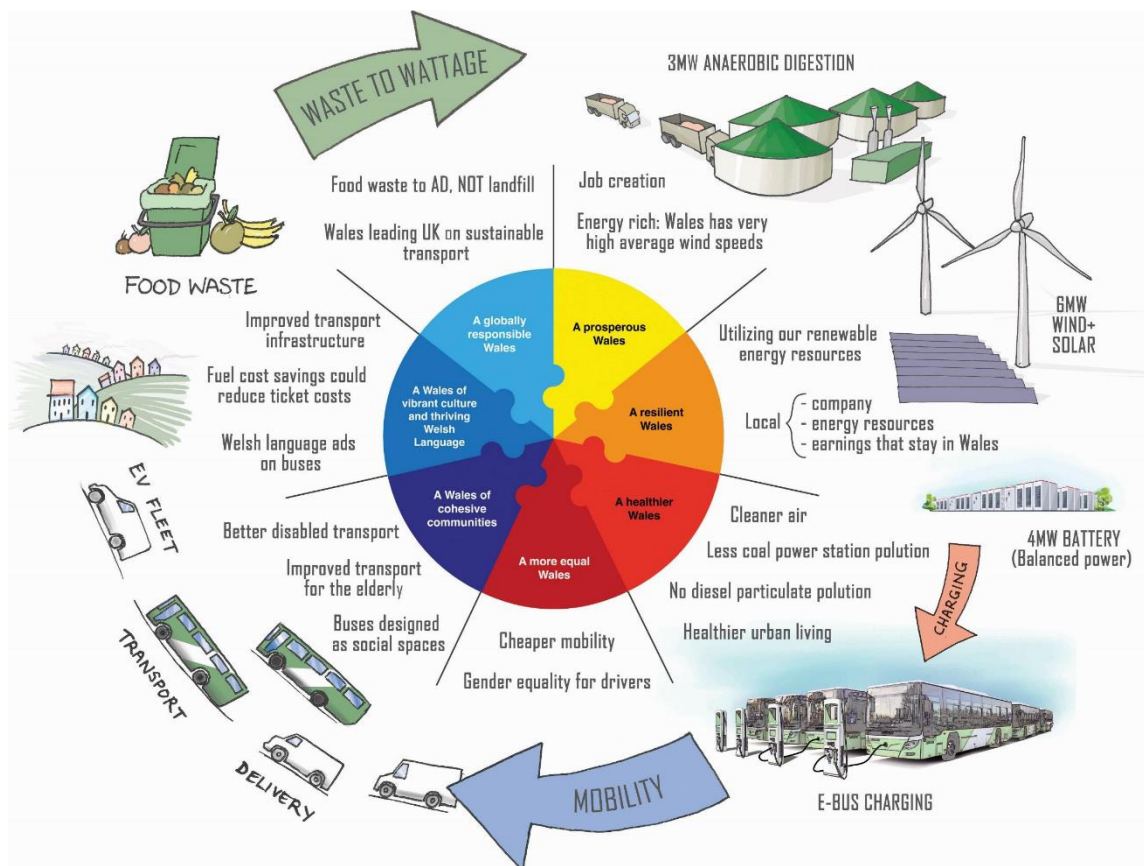 WASTE TO WATTAGE
3MW ANAEROBIC DIGESTION
Food waste to AD, NOT landfill
Wales leading UK on sustainable
transport
Job creation
Energy rich: Wales has very
high average wind speeds
FOOD WASTE
6MW
WIND+
SOLAR
Improved transport
infrastructure
Fuel cost savings could
reduce ticket costs
Welsh language ads
on buses
A globally
responsible
Wales
A prosperous
Wales
Utilizing our renewable
energy resources
A Wales of
vibrant culture
and thriving
Welsh
Language
A resilient
Wales
Local
- company
- energy resources
- earnings that stay in Wales
A Wales of
cohesive
communities
A healthier
Wales
A more equal
Wales
EV FLEET
Better disabled transport
Improved transport
for the elderly
Buses designed
as social spaces
Cleaner air
Less coal power station polution
No diesel particulate polution
Healthier urban living
4MW BATTERY
(Balanced power)
CHARGING
Cheaper mobility
Gender equality for drivers
TRANSPORT
DELIVERY
MOBILITY
E-BUS CHARGING